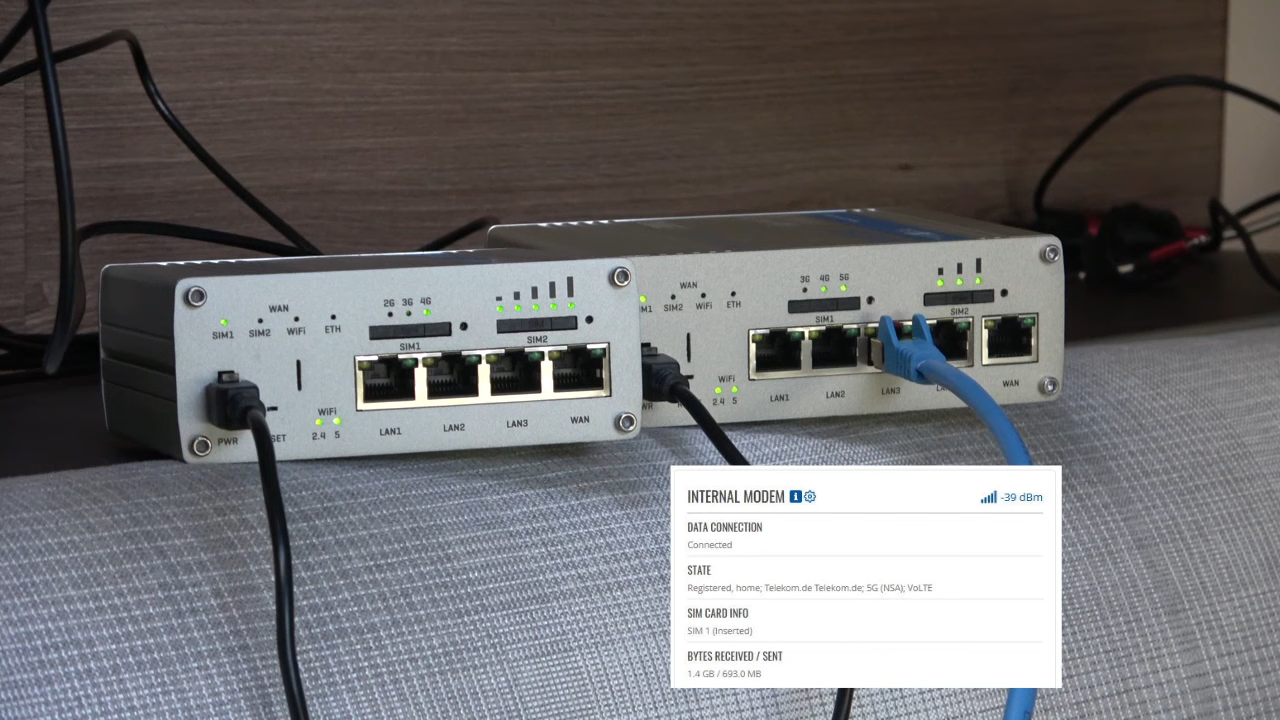 WAN
SIM1 SIM2 WiFi ETH
2G 3G 4G
SIM1
SIM2
PWR
SET
WiFi
2.4 5
LAN1 LAN2 LAN3 WAN
WAN
M1 SIM2 WiFi ETH
3G 4G 5G
SIM1
SIM2
WR
WiFi
2.4 5
LAN1 LAN2 LAN3 WAN
INTERNAL MODEM
-39 dBm
DATA CONNECTION
Connected
STATE
Registered, home; Telekom.de Telekom.de; 5G (NSA); VoLTE
SIM CARD INFO
SIM 1 (Inserted)
BYTES RECEIVED / SENT
1.4 GB / 693.0 MB